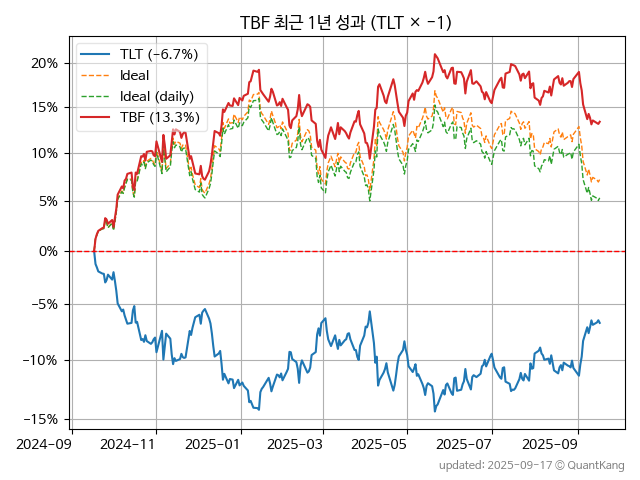 TBF 최근 1년 성과 (TLT × −1)
TLT (−6.7%)
Ideal
Ideal (daily)
TBF (13.3%)
20%
15%
10%
5%
0%
−5%
−10%
−15%
2024-09 2024-11 2025-01 2025-03 2025-05 2025-07 2025-09
updated: 2025-09-17 © QuantKang